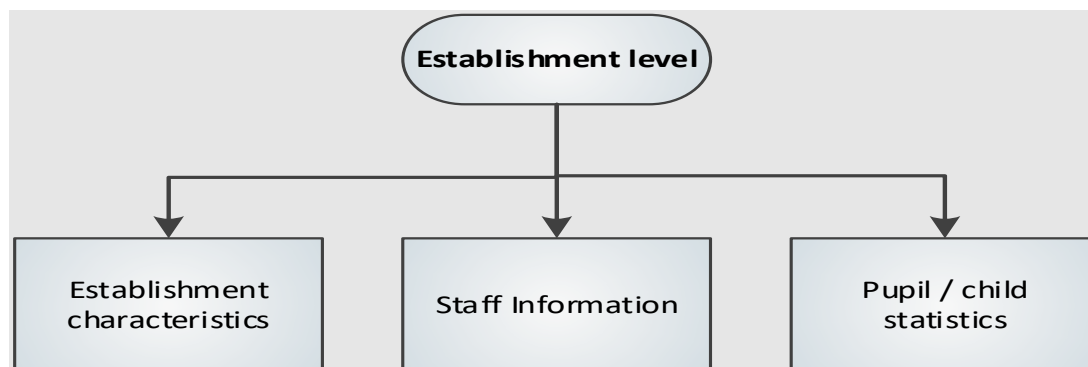 Establishment level
Establishment
characteristics
Staff Information
Pupil / child
statistics